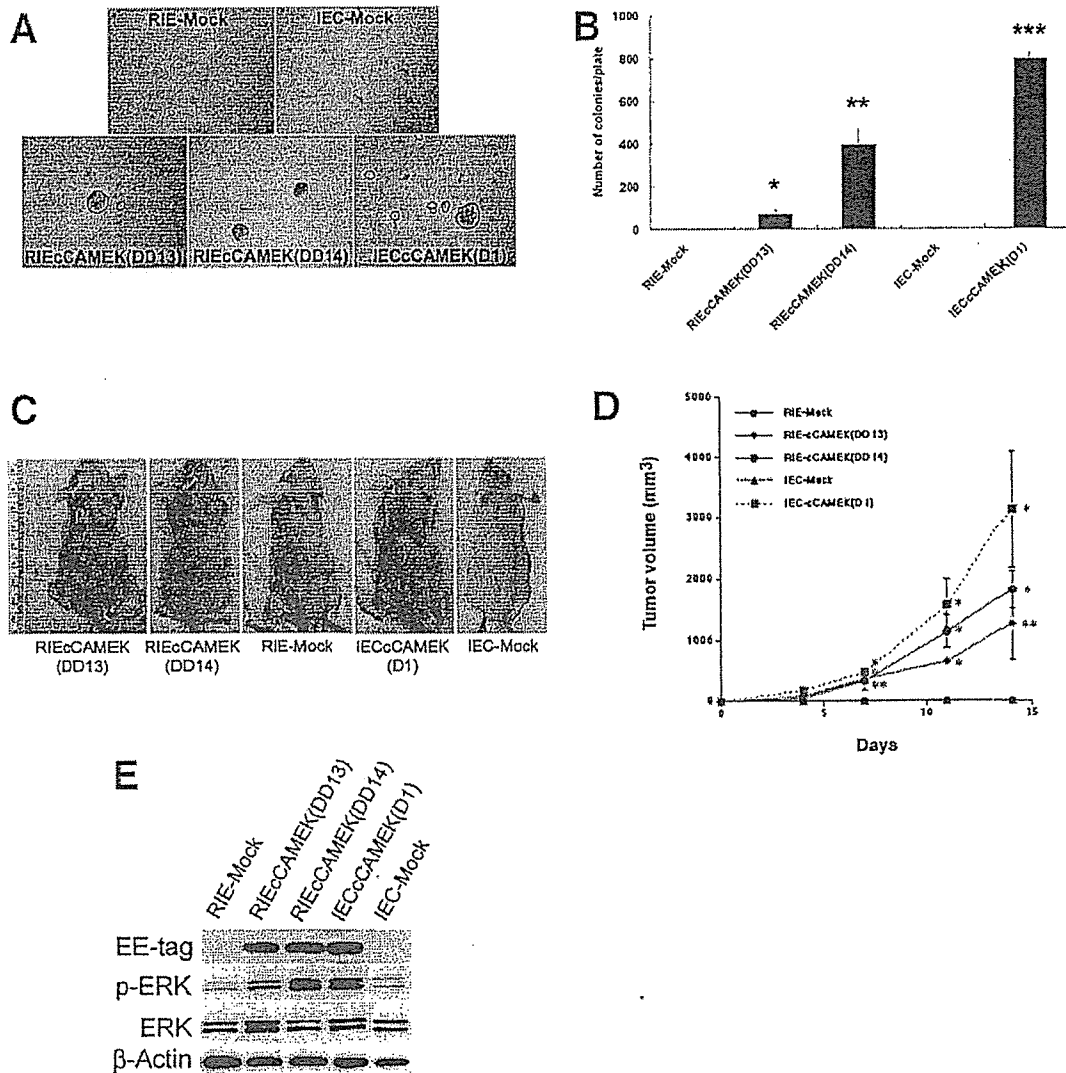 A
RIE-Mock
IEC-Mock
RIEcCAMEK(DD13)
RIEcCAMEK(DD14)
IECcCAMEK(D1)
B
Number of colonies/plate
1000
800
600
400
200
0
*
**
***
RIE-Mock
RIEcCAMEK(DD13)
RIEcCAMEK(DD14)
IEC-Mock
IECcCAMEK(D1)
C
RIEcCAMEK
(DD13)
RIEcCAMEK
(DD14)
RIE-Mock
IECcCAMEK
(D1)
IEC-Mock
D
Tumor volume (mm3)
5000
4000
3000
2000
1000
0
RIE-Mock
RIE-cCAMEK(DD13)
RIE-cCAMEK(DD14)
IEC-Mock
IEC-cCAMEK(D1)
*
*
**
*
*
*
**
*
*
0
5
10
15
Days
E
RIE-Mock
RIEcCAMEK(DD13)
RIEcCAMEK(DD14)
IECcCAMEK(D1)
IEC-Mock
EE-tag
p-ERK
ERK
β-Actin